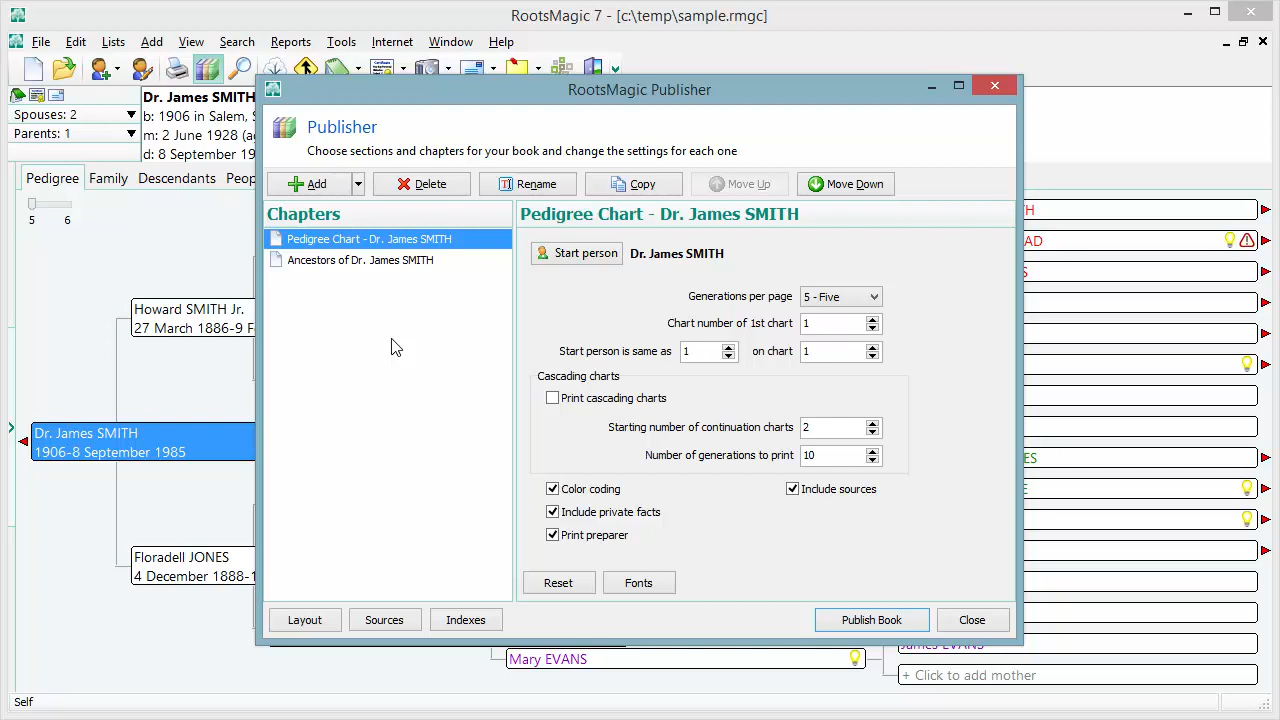 RootsMagic 7 - [c:\temp\sample.rmgc]
File Edit Lists Add View Search Reports Tools Internet Window Help
RootsMagic Publisher
Dr. James SMITH
Spouses: 2
b: 1906 in Salem,
Parents: 1
m: 2 June 1928
d: 8 September
Publisher
Choose sections and chapters for your book and change the settings for each one
Pedigree Family Descendants
Add Delete Rename Copy Move Up Move Down
5 6
Chapters
Pedigree Chart - Dr. James SMITH
Pedigree Chart - Dr. James SMITH
Ancestors of Dr. James SMITH
Start person Dr. James SMITH
Generations per page 5 - Five
Chart number of 1st chart 1
Start person is same as 1 on chart 1
Cascading charts
Print cascading charts
Starting number of continuation charts 2
Number of generations to print 10
Color coding Include sources
Include private facts
Print preparer
Reset Fonts
Layout Sources Indexes Publish Book Close
Howard SMITH Jr.
27 March 1886-9
Dr. James SMITH
1906-8 September 1985
Floradell JONES
4 December 1888-
Mary EVANS
James EVANS
+ Click to add mother
Self